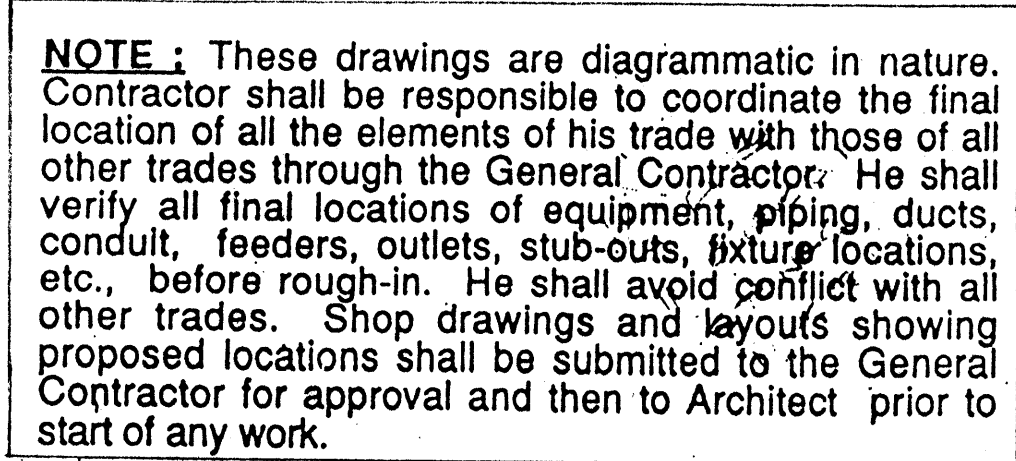 NOTE : These drawings are diagrammatic in nature.
Contractor shall be responsible to coordinate the final
location of all the elements of his trade with those of all
other trades through the General Contractor. He shall
verify all final locations of equipment, piping, ducts,
conduit, feeders, outlets, stub-outs, fixture locations,
etc., before rough-in. He shall avoid conflict with all
other trades. Shop drawings and layouts showing
proposed locations shall be submitted to the General
Contractor for approval and then to Architect prior to
start of any work.